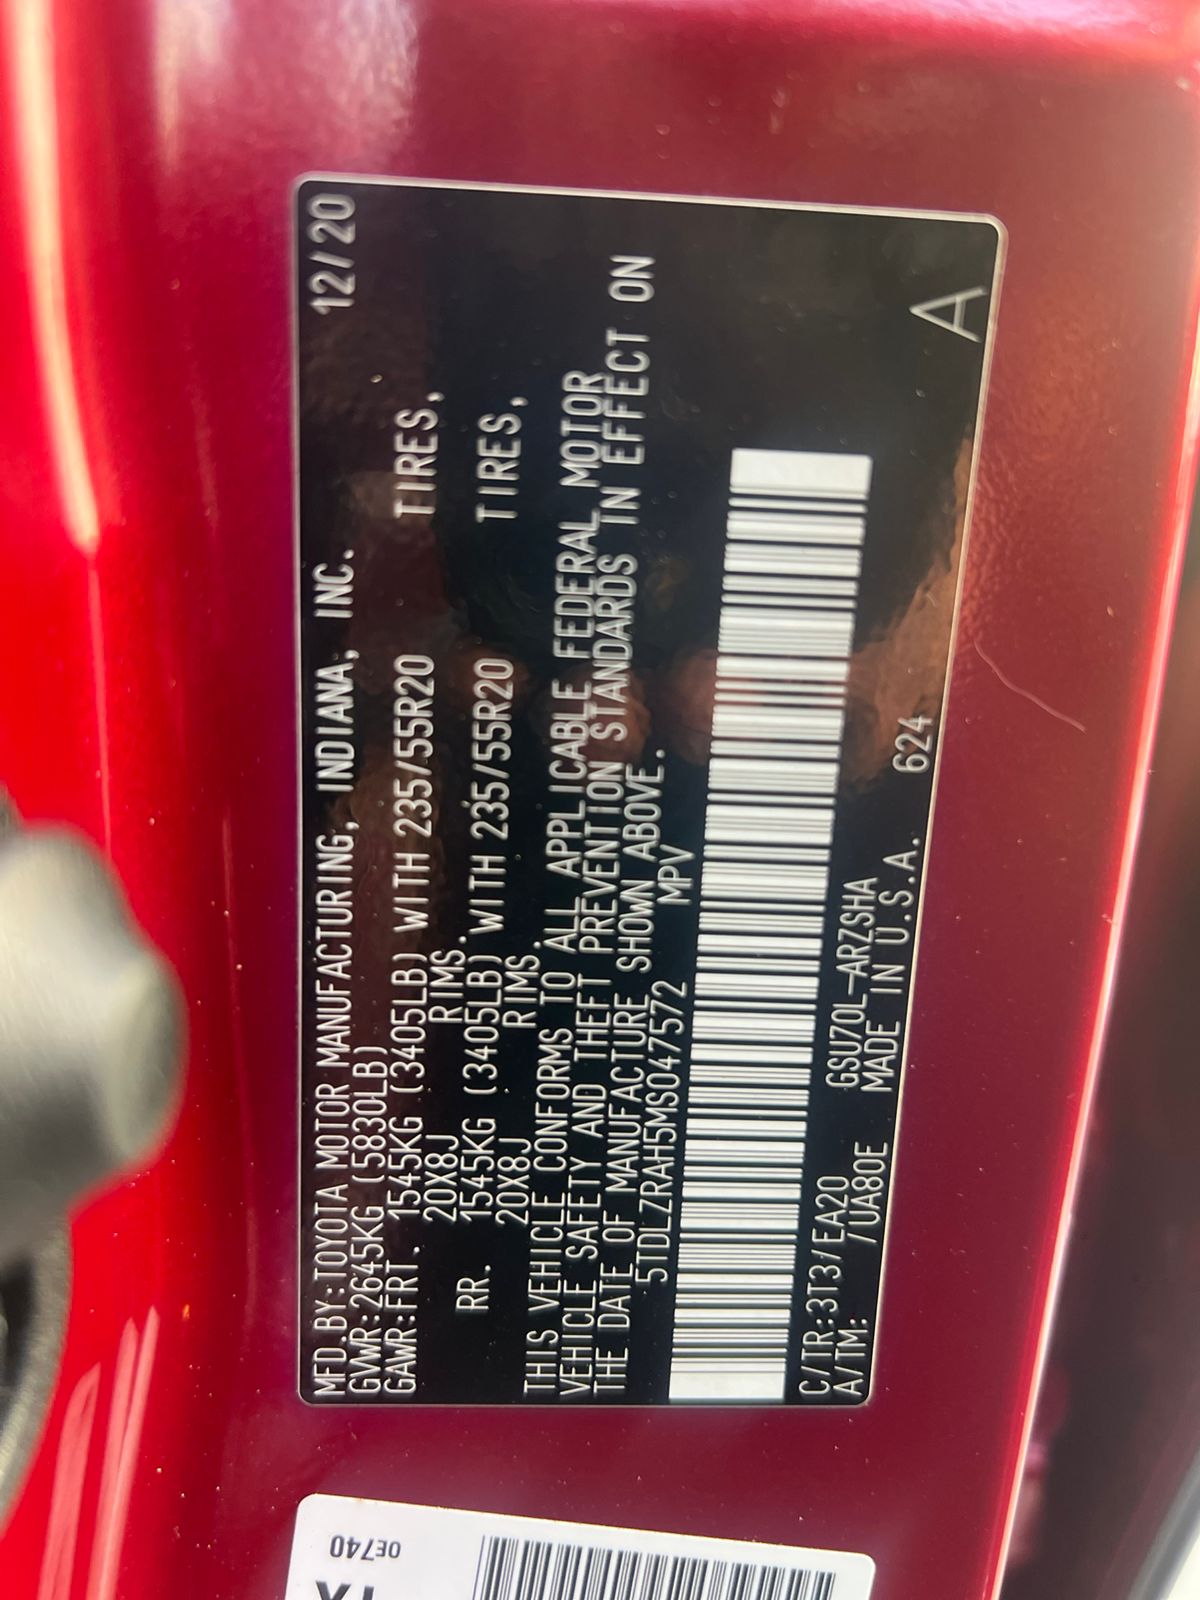 MFD.BY:TOYOTA MOTOR MANUFACTURING, INDIANA, INC. 12/20
GVWR:2645KG (5830LB)
GAWR:FRT. 1545KG (3405LB) WITH 235/55R20 TIRES,
20X8J RIMS.
RR. 1545KG (3405LB) WITH 235/55R20 TIRES,
20X8J RIMS.
THIS VEHICLE CONFORMS TO ALL APPLICABLE FEDERAL MOTOR
VEHICLE SAFETY AND THEFT PREVENTION STANDARDS IN EFFECT ON
THE DATE OF MANUFACTURE SHOWN ABOVE.
5TDLZRAH5MS047572 MPV
C/TR:3T3/EA20 GSU70L-ARZSHA
A/TM: /UA80E MADE IN U.S.A. 624
A
0E740